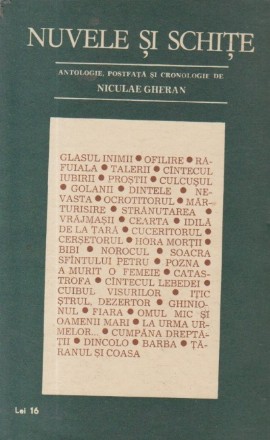 NUVELE ȘI SCHIȚE
ANTOLOGIE, POSTFAȚĂ ȘI CRONOLOGIE DE
NICULAE GHERAN
GLASUL INIMII ● OFILIRE ● RĂ-
FUIALA ● TALERII ● CÎNTECUL
IUBIRII ● PROȘTII ● CULCUȘUL
● GOLANII ● DINTELE ● NE-
VASTA ● OCROTITORUL ● MĂR-
TURISIRE ● STRĂNUTAREA ●
VRĂJMAȘII ● CEARTA ● IDILĂ
DE LA ȚARĂ ● CUCERITORUL ●
CERȘETORUL ● HORA MORȚII ●
BIBI ● NOROCUL ● SOACRA
SFÎNTULUI PETRU ● POZNA ●
A MURIT O FEMEIE ● CATAS-
TROFA ● CÎNTECUL LEBEDEI ●
CUIBUL VISURILOR ● IȚIC
ȘTRUL, DEZERTOR ● GHINIO-
NUL ● FIARA ● OMUL MIC ȘI
OAMENII MARI ● LA URMA UR-
MELOR... ● CUMPĂNA DREPTĂ-
ȚII ● DINCOLO ● BARBA ● ȚĂ-
RANUL ȘI COASA
Lei 16